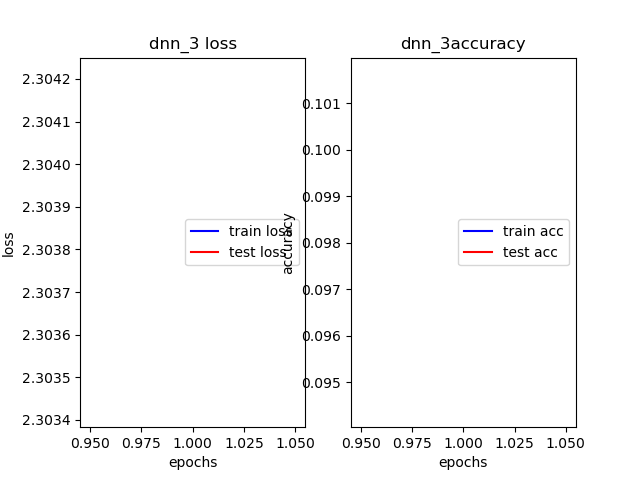 dnn_3 loss
2.3042
2.3041
2.3040
2.3039
2.3038
2.3037
2.3036
2.3035
2.3034
loss
train loss
test loss
0.950
0.975
1.000
1.025
1.050
epochs
dnn_3accuracy
0.101
0.100
0.099
0.098
0.097
0.096
0.095
accuracy
train acc
test acc
0.950
0.975
1.000
1.025
1.050
epochs